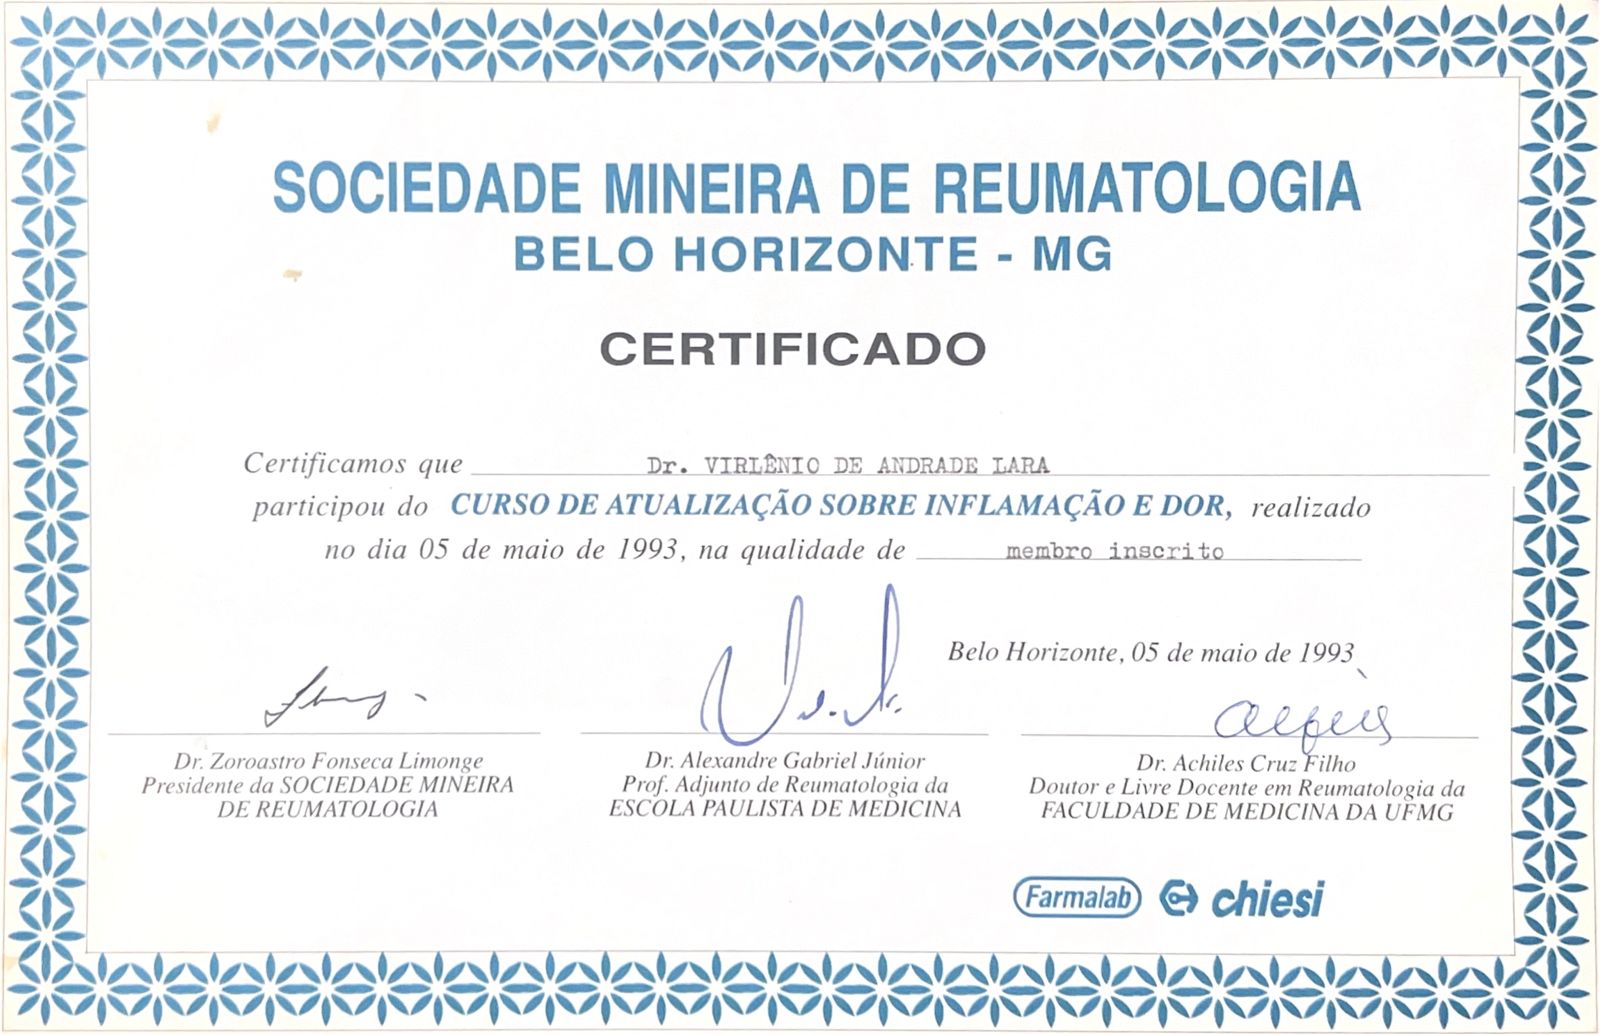 SOCIEDADE MINEIRA DE REUMATOLOGIA
BELO HORIZONTE - MG
CERTIFICADO
Certificamos que Dr. VIRLÊNIO DE ANDRADE LARA
participou do CURSO DE ATUALIZAÇÃO SOBRE INFLAMAÇÃO E DOR, realizado
no dia 05 de maio de 1993, na qualidade de membro inscrito
Belo Horizonte, 05 de maio de 1993
Dr. Zoroastro Fonseca Limonge
Presidente da SOCIEDADE MINEIRA
DE REUMATOLOGIA
Dr. Alexandre Gabriel Júnior
Prof. Adjunto de Reumatologia da
ESCOLA PAULISTA DE MEDICINA
Dr. Achiles Cruz Filho
Doutor e Livre Docente em Reumatologia da
FACULDADE DE MEDICINA DA UFMG
Farmalab chiesi